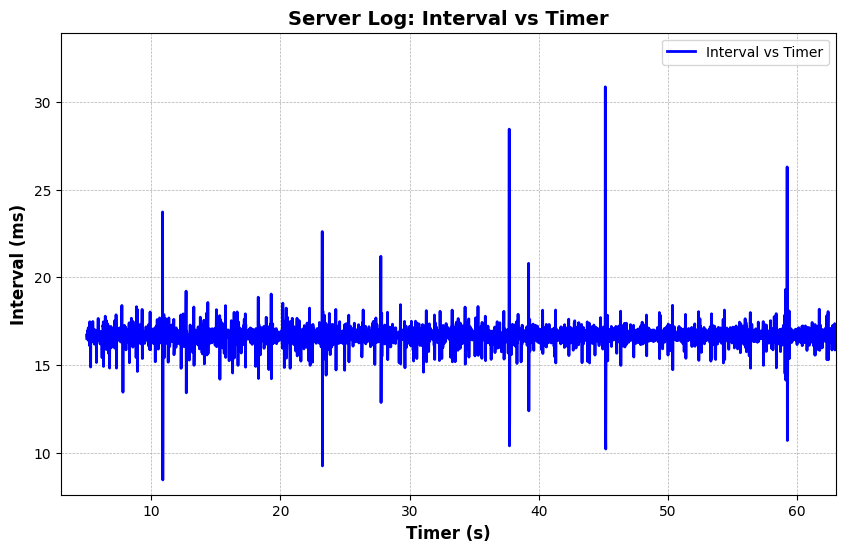 Server Log: Interval vs Timer
Interval vs Timer
30
25
20
15
10
Interval (ms)
10 20 30 40 50 60
Timer (s)